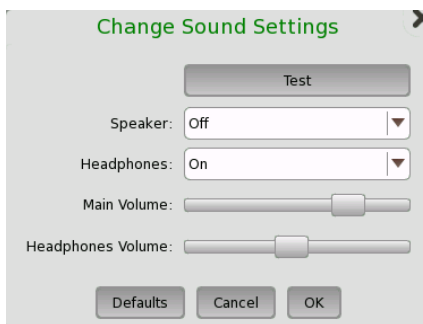 Change Sound Settings
Test
Speaker: Off
Headphones: On
Main Volume:
Headphones Volume:
Defaults Cancel OK